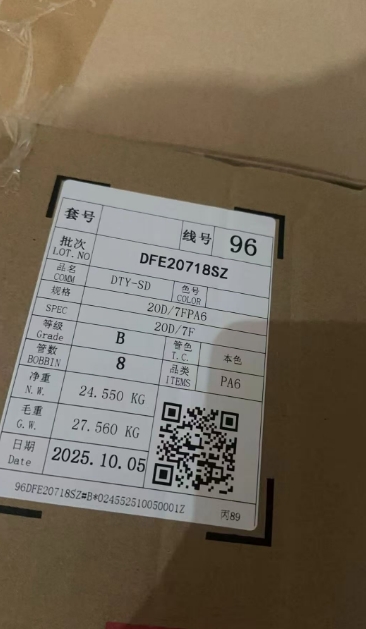 套号 线号 96
批次 LOT.NO DFE20718SZ
品名 COMM DTY-SD 色号 COLOR
规格 SPEC 20D/7FPA6
20D/7F
等级 Grade B 管色 T.C. 本色
管数 BOBBIN 8 品类 ITEMS PA6
净重 N.W. 24.550 KG
毛重 G.W. 27.560 KG
日期 Date 2025.10.05
96DFE20718SZ#B*024552510050001Z 丙89